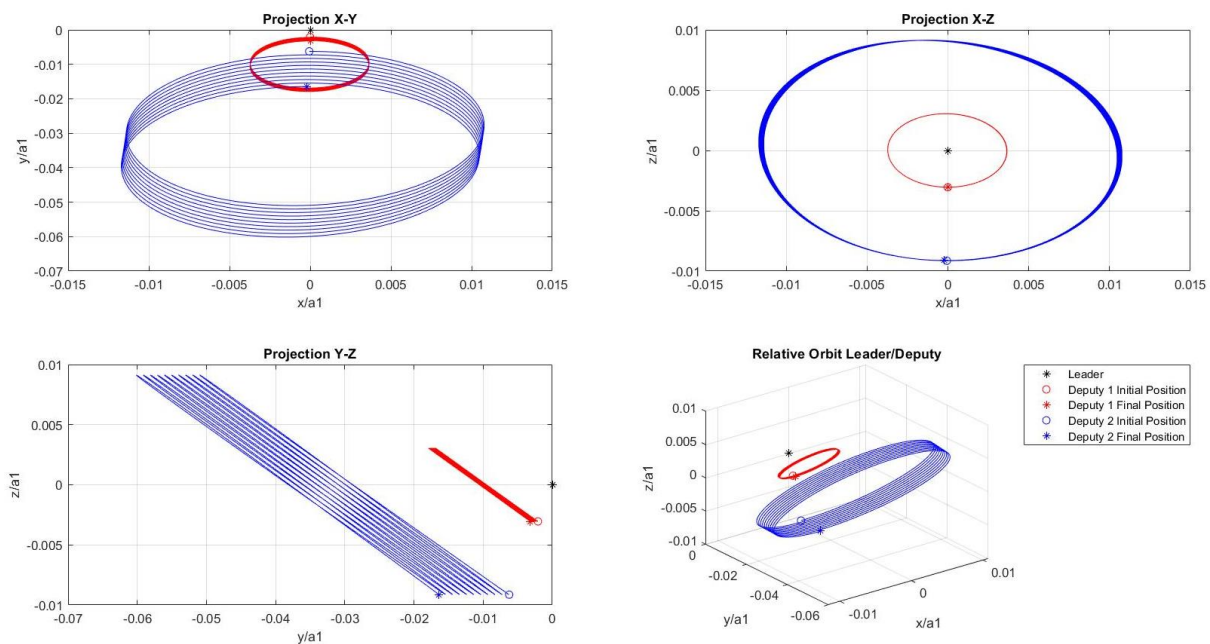 Projection X-Y
0
-0.01
-0.02
-0.03
-0.04
-0.05
-0.06
-0.07
y/a1
-0.015 -0.01 -0.005 0 0.005 0.01 0.015
x/a1
Projection X-Z
0.01
0.005
0
-0.005
-0.01
z/a1
-0.015 -0.01 -0.005 0 0.005 0.01 0.015
x/a1
Projection Y-Z
0.01
0.005
0
-0.005
-0.01
z/a1
-0.07 -0.06 -0.05 -0.04 -0.03 -0.02 -0.01 0
y/a1
Relative Orbit Leader/Deputy
0.01
0.005
0
-0.005
-0.01
z/a1
0
-0.02
-0.04
-0.06
y/a1
-0.01
0
0.01
x/a1
Leader
Deputy 1 Initial Position
Deputy 1 Final Position
Deputy 2 Initial Position
Deputy 2 Final Position